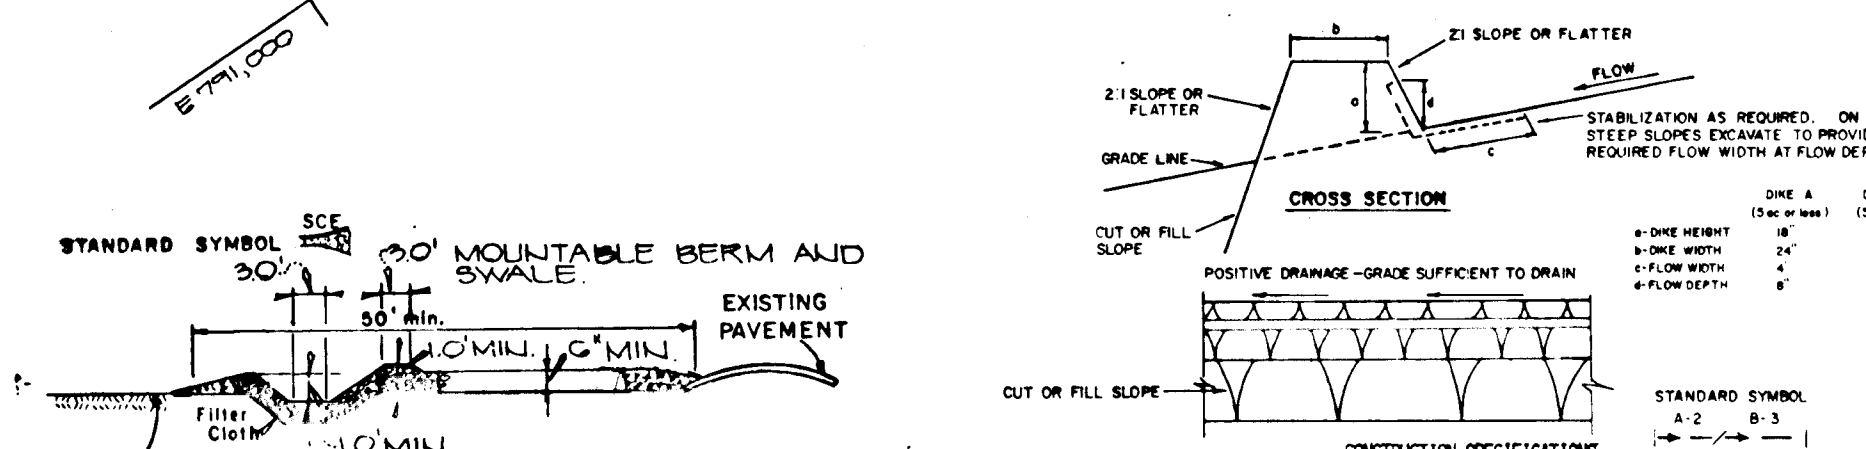 E 791,000
SCE
STANDARD SYMBOL
3.0'
3.0' MOUNTABLE BERM AND
SWALE.
50' min.
EXISTING
PAVEMENT
1.0' MIN.
6" MIN.
Filter
Cloth
1.0' MIN
b
2:1 SLOPE OR FLATTER
FLOW
2:1 SLOPE OR
FLATTER
a
d
STABILIZATION AS REQUIRED. ON
STEEP SLOPES EXCAVATE TO PROVID
REQUIRED FLOW WIDTH AT FLOW DEP
c
GRADE LINE
CROSS SECTION
CUT OR FILL
SLOPE
DIKE A
(5 ac or less) (5
a-DIKE HEIGHT 18"
b-DIKE WIDTH 24"
c-FLOW WIDTH 4'
d-FLOW DEPTH 8"
POSITIVE DRAINAGE-GRADE SUFFICIENT TO DRAIN
CUT OR FILL SLOPE
STANDARD SYMBOL
A-2 B-3
CONSTRUCTION SPECIFICATIONS